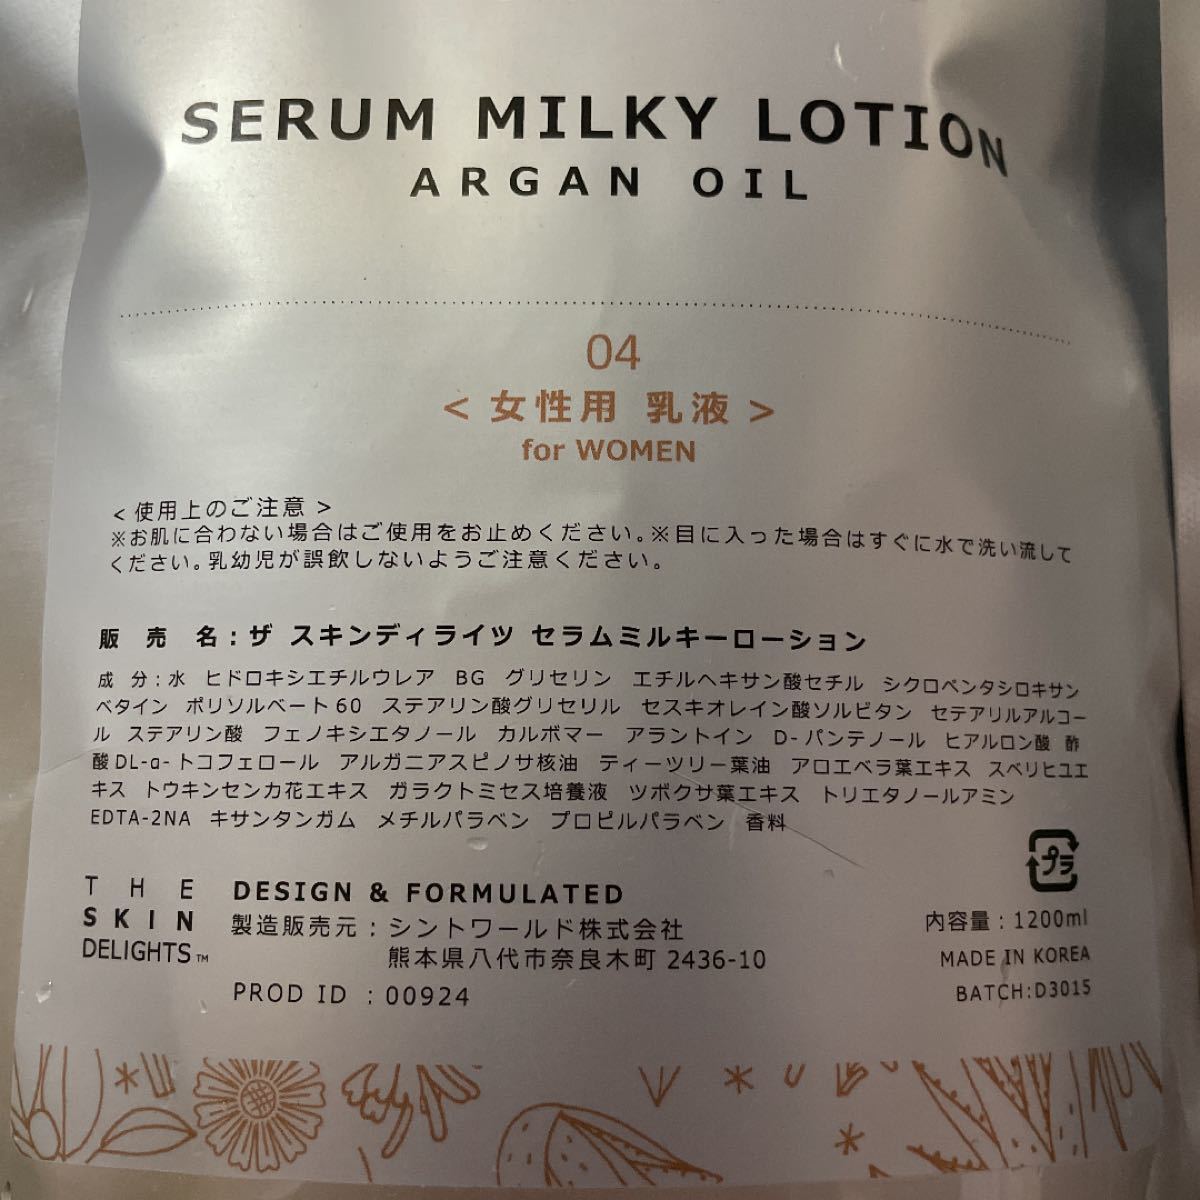 SERUM MILKY LOTION
ARGAN OIL
04
< 女性用 乳液 >
for WOMEN
< 使用上のご注意 >
※お肌に合わない場合はご使用をお止めください。※目に入った場合はすぐに水で洗い流して
ください。乳幼児が誤飲しないようご注意ください。
販 売 名：ザ スキンディライツ セラムミルキーローション
成 分：水 ヒドロキシエチルウレア BG グリセリン エチルヘキサン酸セチル シクロペンタシロキサン
ベタイン ポリソルベート60 ステアリン酸グリセリル セスキオレイン酸ソルビタン セテアリルアルコー
ル ステアリン酸 フェノキシエタノール カルボマー アラントイン D-パンテノール ヒアルロン酸 酢
酸DL-α-トコフェロール アルガニアスピノサ核油 ティーツリー葉油 アロエベラ葉エキス スベリヒユエ
キス トウキンセンカ花エキス ガラクトミセス培養液 ツボクサ葉エキス トリエタノールアミン
EDTA-2NA キサンタンガム メチルパラベン プロピルパラベン 香料
プラ
THE
SKIN
DELIGHTS™
DESIGN & FORMULATED
製造販売元：シントワールド株式会社
熊本県八代市奈良木町 2436-10
PROD ID ：00924
内容量：1200ml
MADE IN KOREA
BATCH:D3015